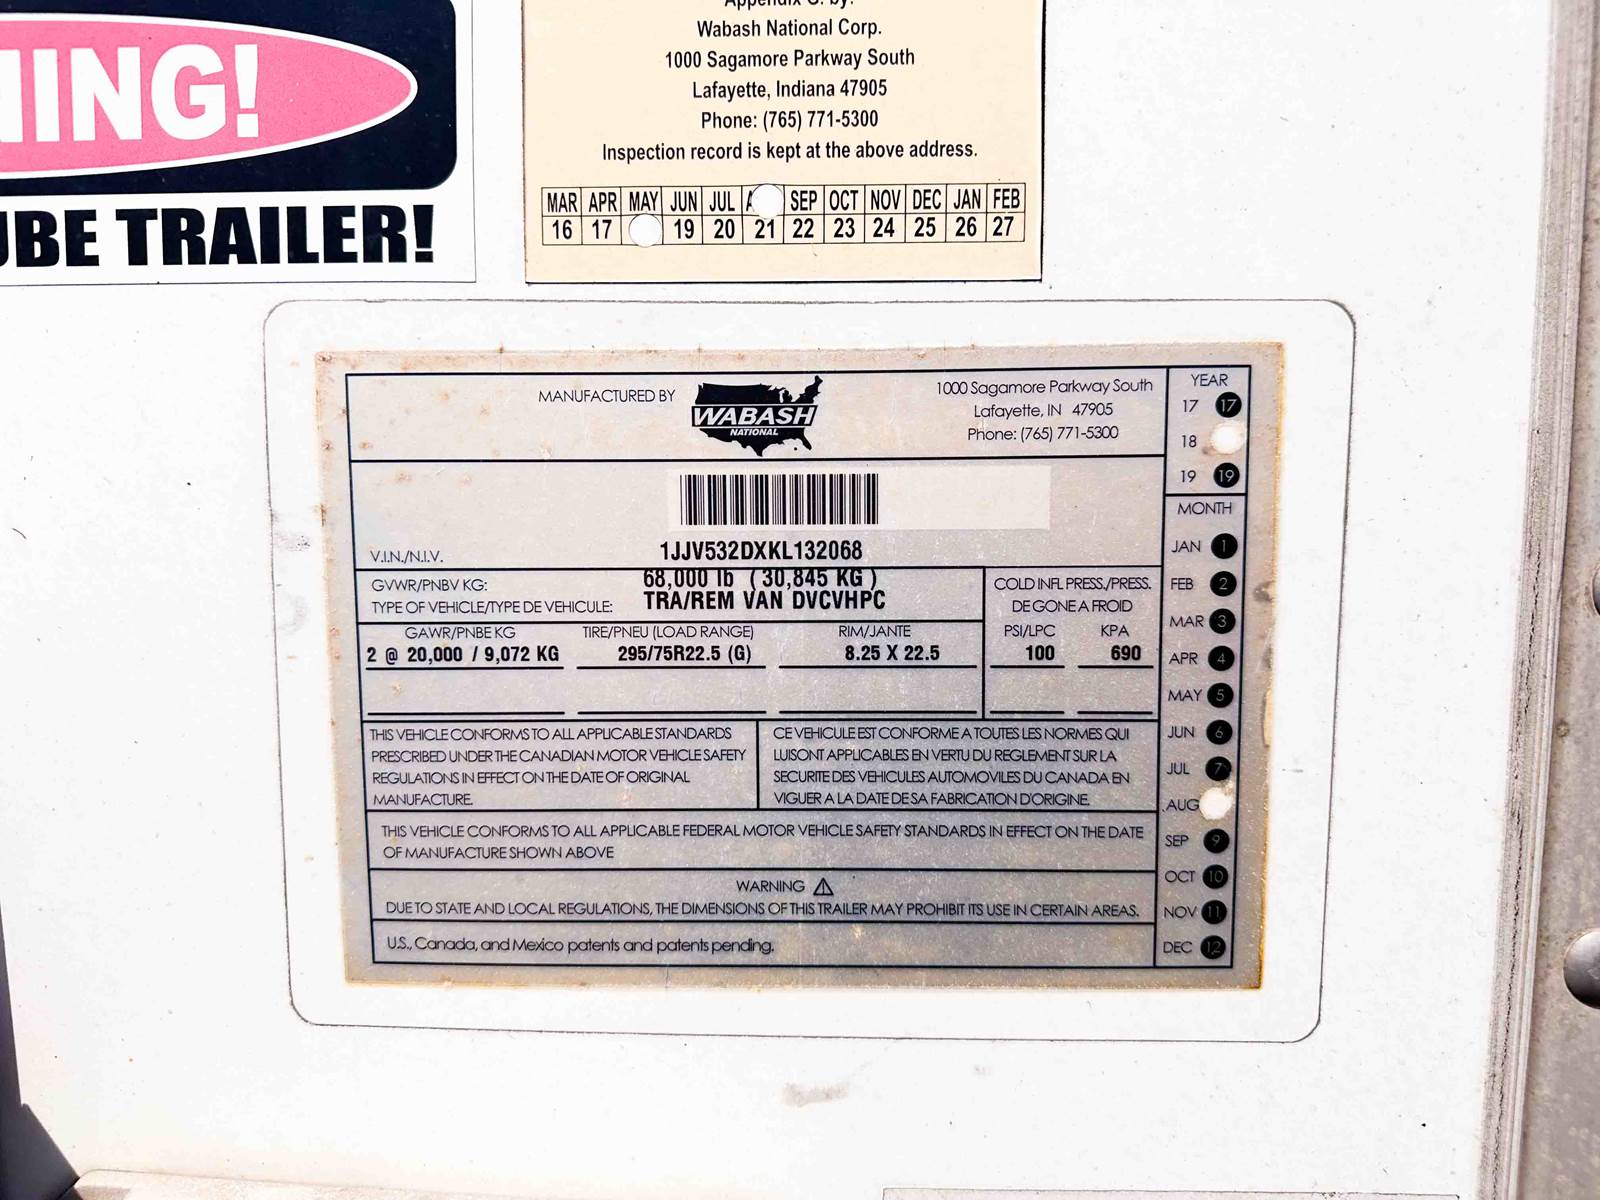 NING!
UBE TRAILER!
Appendix G. by:
Wabash National Corp.
1000 Sagamore Parkway South
Lafayette, Indiana 47905
Phone: (765) 771-5300
Inspection record is kept at the above address.
MAR APR MAY JUN JUL A SEP OCT NOV DEC JAN FEB
16 17 19 20 21 22 23 24 25 26 27
MANUFACTURED BY
WABASH
NATIONAL
1000 Sagamore Parkway South
Lafayette, IN 47905
Phone: (765) 771-5300
V.I.N./N.I.V.
1JJV532DXKL132068
GVWR/PNBV KG: 68,000 lb (30,845 KG)
TYPE OF VEHICLE/TYPE DE VEHICULE: TRA/REM VAN DVCVHPC
COLD INFL PRESS./PRESS.
DE GONE A FROID
GAWR/PNBE KG TIRE/PNEU (LOAD RANGE) RIM/JANTE PSI/LPC KPA
2 @ 20,000 / 9,072 KG 295/75R22.5 (G) 8.25 X 22.5 100 690
THIS VEHICLE CONFORMS TO ALL APPLICABLE STANDARDS
PRESCRIBED UNDER THE CANADIAN MOTOR VEHICLE SAFETY
REGULATIONS IN EFFECT ON THE DATE OF ORIGINAL
MANUFACTURE.
CE VEHICULE EST CONFORME A TOUTES LES NORMES QUI
LUISONT APPLICABLES EN VERTU DU REGLEMENT SUR LA
SECURITE DES VEHICULES AUTOMOVILES DU CANADA EN
VIGUER A LA DATE DE SA FABRICATION D'ORIGINE.
THIS VEHICLE CONFORMS TO ALL APPLICABLE FEDERAL MOTOR VEHICLE SAFETY STANDARDS IN EFFECT ON THE DATE
OF MANUFACTURE SHOWN ABOVE
WARNING
DUE TO STATE AND LOCAL REGULATIONS, THE DIMENSIONS OF THIS TRAILER MAY PROHIBIT ITS USE IN CERTAIN AREAS.
U.S., Canada, and Mexico patents and patents pending.
YEAR
17 17
18
19 19
MONTH
JAN 1
FEB 2
MAR 3
APR 4
MAY 5
JUN 6
JUL 7
AUG
SEP 9
OCT 10
NOV 11
DEC 12